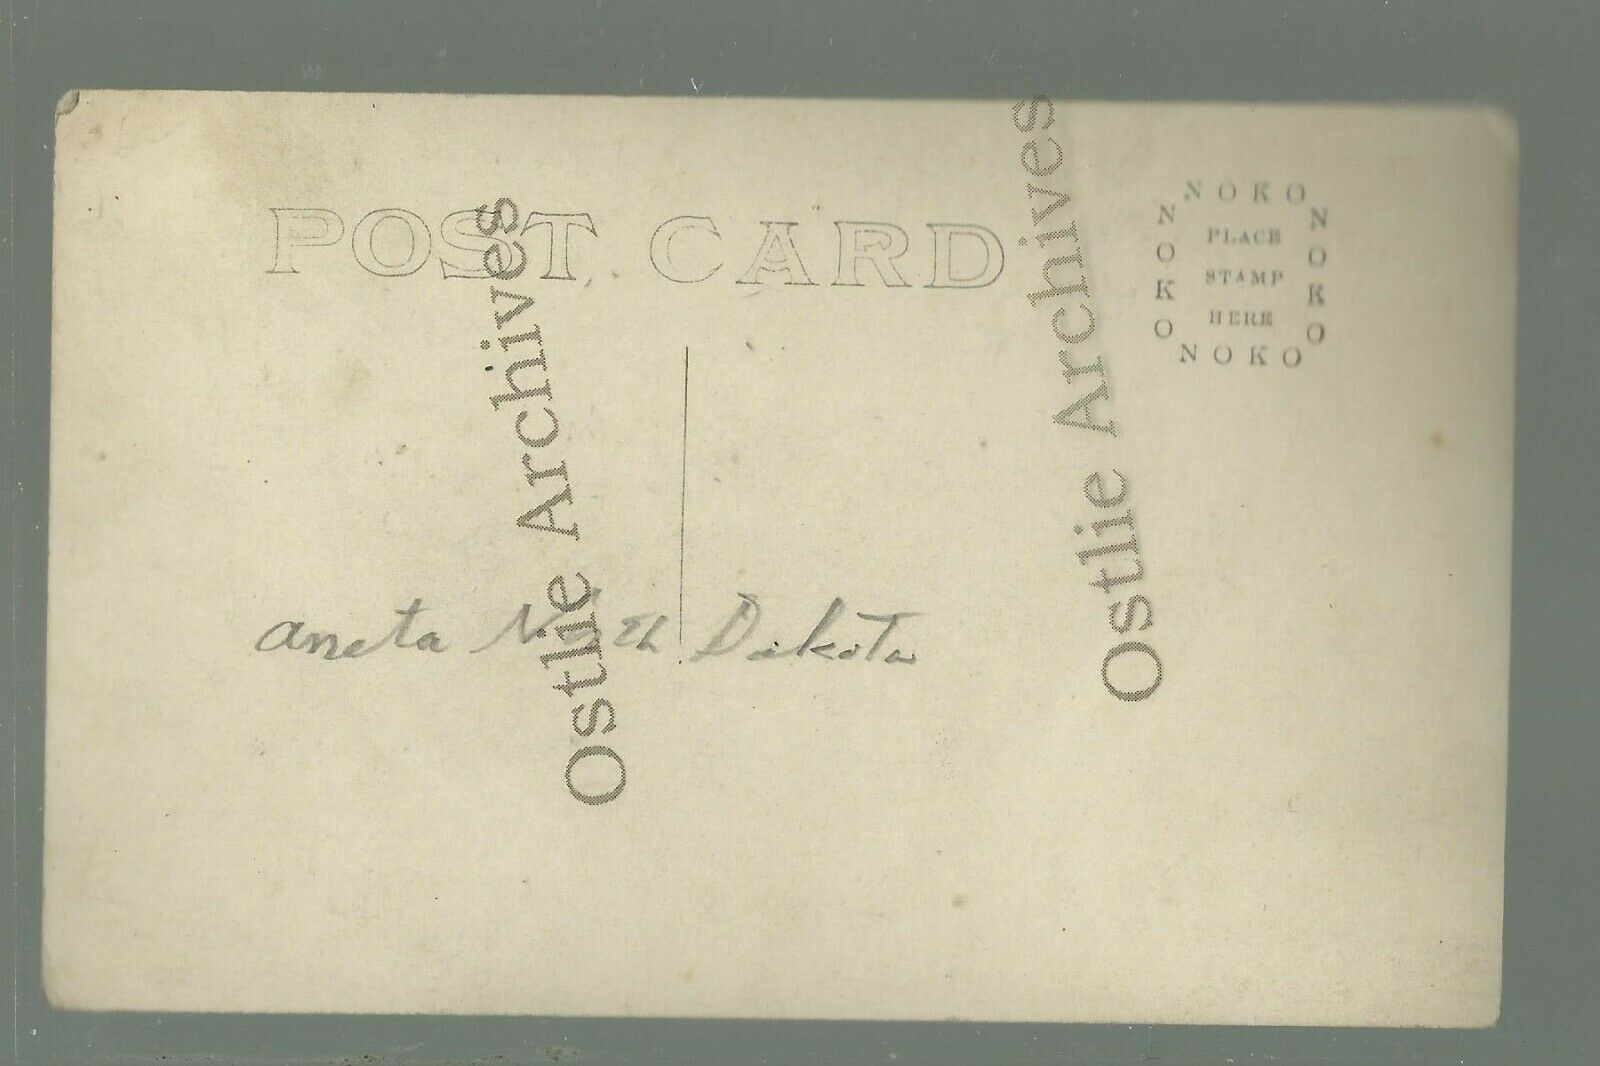 POST CARD
NOKO
NOKO
NOKO
NOKO
PLACE
STAMP
HERE
aneta North Dakota
Ostlie Archives
Ostlie Archives